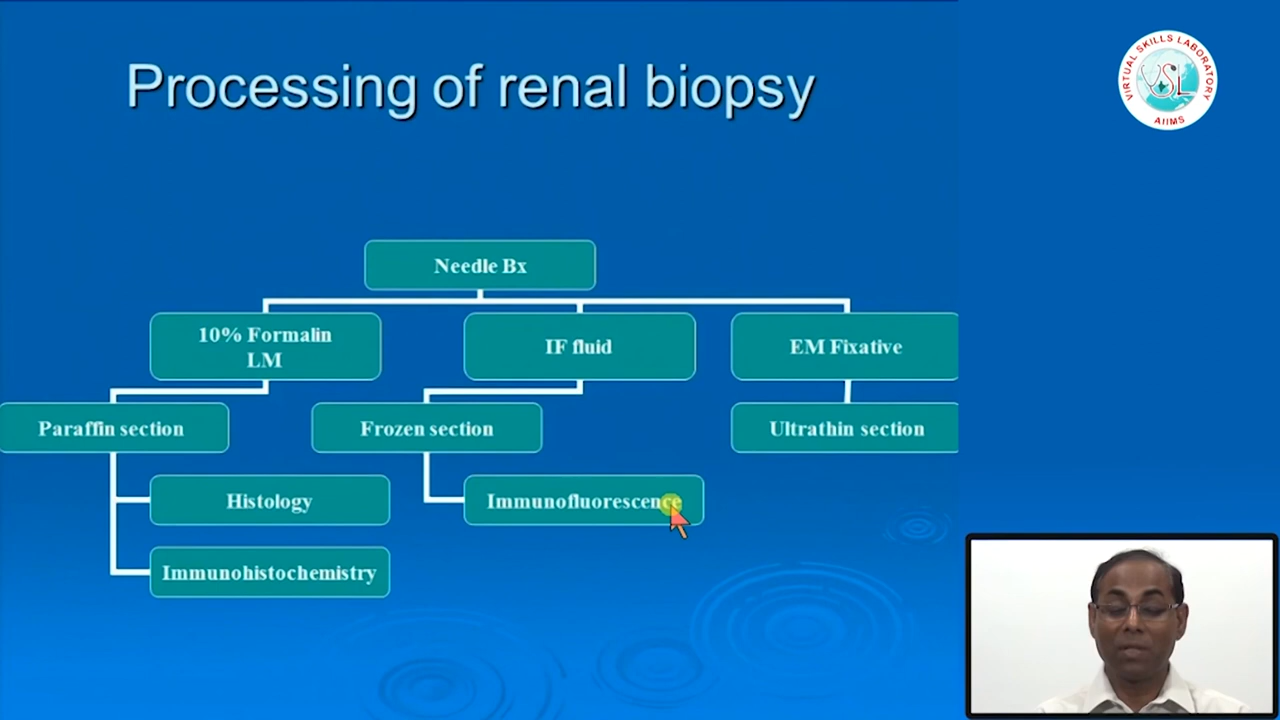 Processing of renal biopsy
VIRTUAL SKILLS LABORATORY
VSL
AIIMS
Needle Bx
10% Formalin
LM
IF fluid
EM Fixative
Paraffin section
Frozen section
Ultrathin section
Histology
Immunofluorescence
Immunohistochemistry